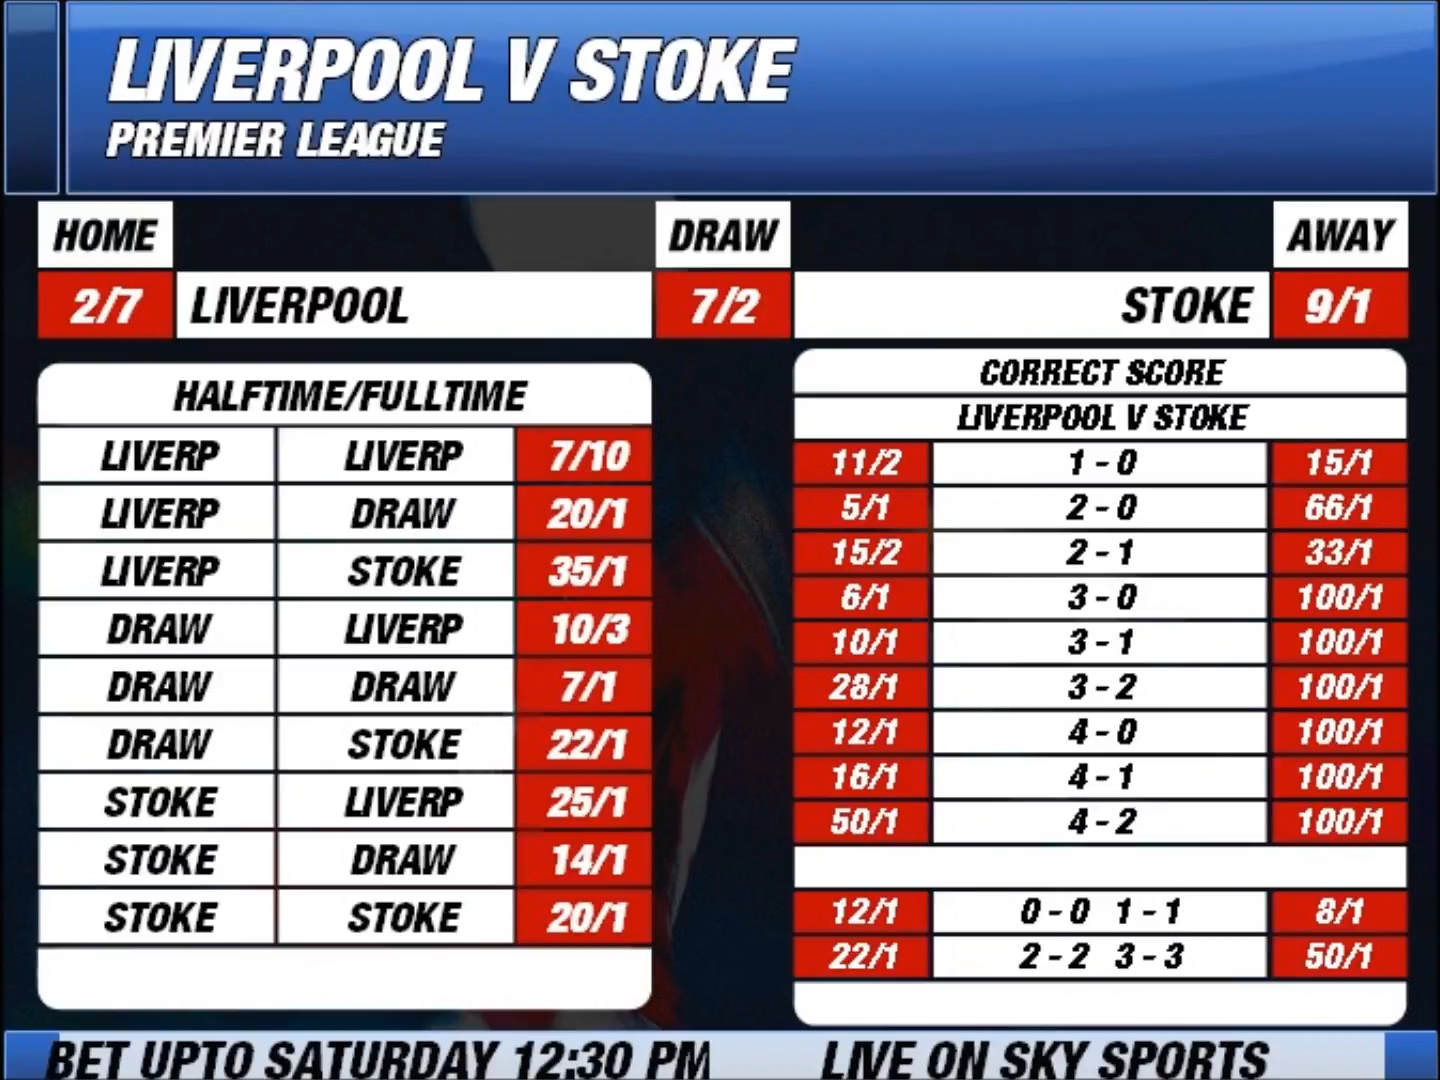 LIVERPOOL V STOKE
PREMIER LEAGUE
HOME DRAW AWAY
2/7 LIVERPOOL 7/2 STOKE 9/1
HALFTIME/FULLTIME
LIVERP LIVERP 7/10
LIVERP DRAW 20/1
LIVERP STOKE 35/1
DRAW LIVERP 10/3
DRAW DRAW 7/1
DRAW STOKE 22/1
STOKE LIVERP 25/1
STOKE DRAW 14/1
STOKE STOKE 20/1
CORRECT SCORE
LIVERPOOL V STOKE
11/2 1 - 0 15/1
5/1 2 - 0 66/1
15/2 2 - 1 33/1
6/1 3 - 0 100/1
10/1 3 - 1 100/1
28/1 3 - 2 100/1
12/1 4 - 0 100/1
16/1 4 - 1 100/1
50/1 4 - 2 100/1
12/1 0 - 0 1 - 1 8/1
22/1 2 - 2 3 - 3 50/1
BET UPTO SATURDAY 12:30 PM LIVE ON SKY SPORTS